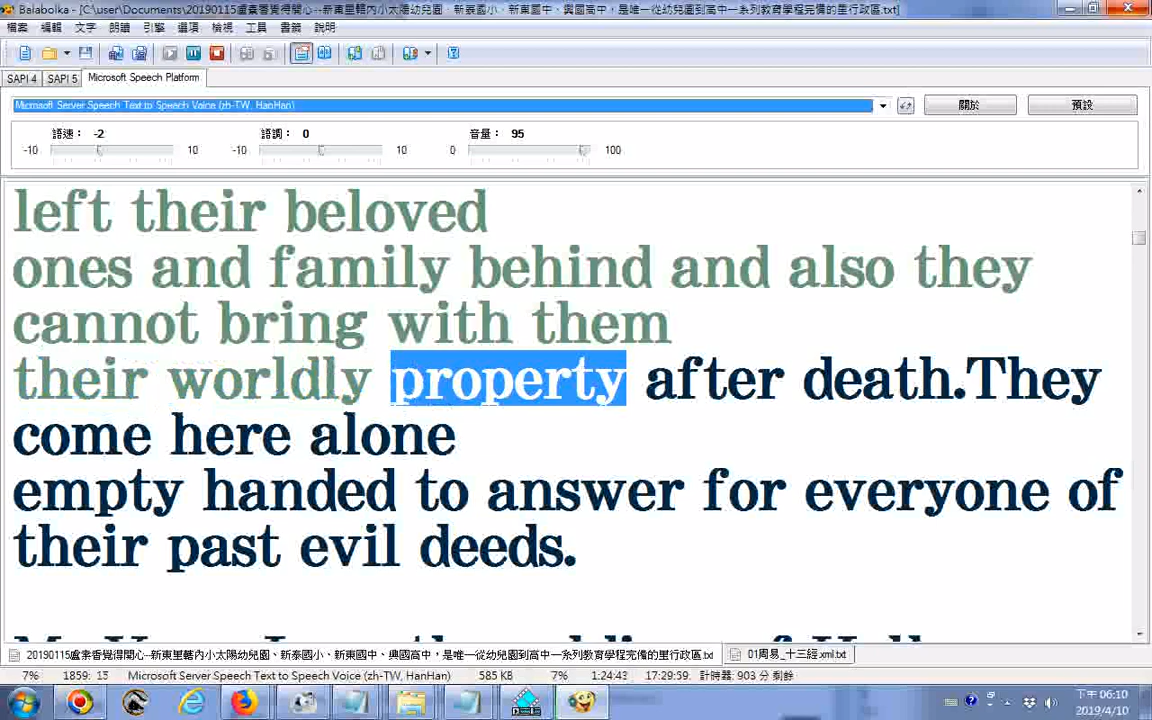 Balabolka - [C:\user\Documents\20190115盧素香覺得開心--新東里轄內小太陽幼兒園、新泰國小、新東國中、興國高中，是唯一從幼兒園到高中一系列教育學程完備的里行政區.txt]
檔案 編輯 文字 朗讀 引擎 選項 檢視 工具 書籤 說明
SAPI 4 SAPI 5 Microsoft Speech Platform
Microsoft Server Speech Text to Speech Voice (zh-TW, HanHan) 關於 預設
語速： -2 語調： 0 音量： 95
-10 10 -10 10 0 100
left their beloved
ones and family behind and also they
cannot bring with them
their worldly property after death.They
come here alone
empty handed to answer for everyone of
their past evil deeds.
20190115盧素香覺得開心--新東里轄內小太陽幼兒園、新泰國小、新東國中、興國高中，是唯一從幼兒園到高中一系列教育學程完備的里行政區.txt 01周易_十三經.xml.txt
7% 1859: 15 Microsoft Server Speech Text to Speech Voice (zh-TW, HanHan) 585 KB 7% 1:24:43 17:29:59. 計時器: 903 分 剩餘
下午 06:10
2019/4/10